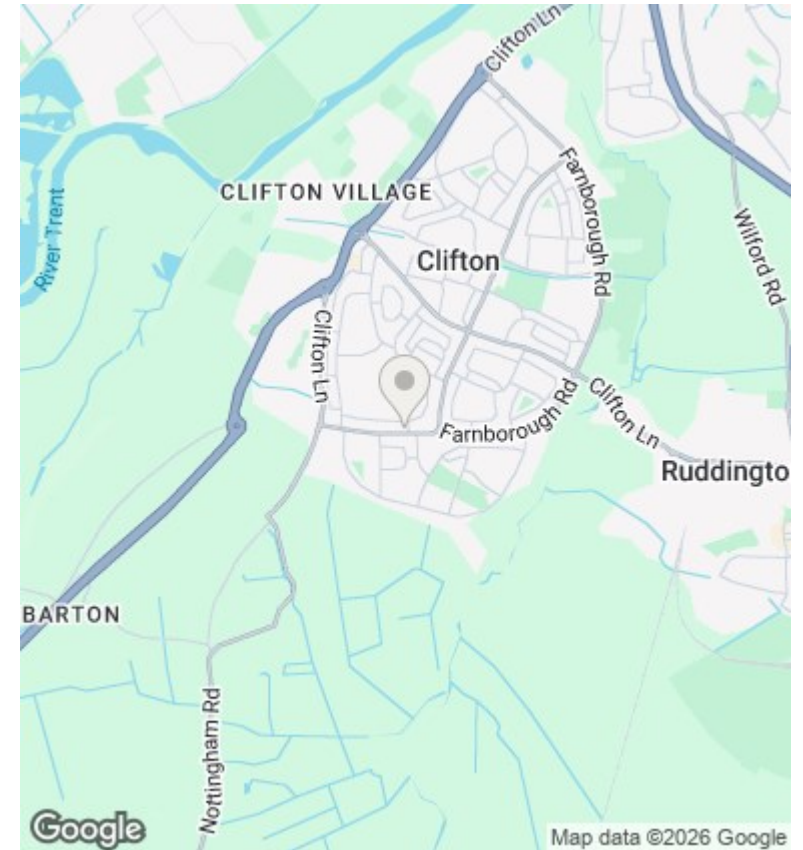 Clifton Ln
Farnborough Rd
CLIFTON VILLAGE
River Trent
Clifton
Wilford Rd
Clifton Ln
Clifton Ln
Farnborough Rd
Ruddingto
BARTON
Nottingham Rd
Google
Map data ©2026 Google